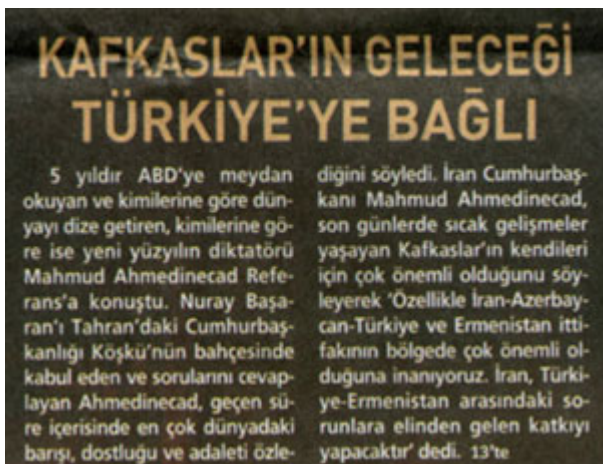 KAFKASLAR'IN GELECEĞİ
TÜRKİYE'YE BAĞLI
5 yıldır ABD'ye meydan
okuyan ve kimilerine göre dün-
yayı dize getiren, kimilerine gö-
re ise yeni yüzyılın diktatörü
Mahmud Ahmedinecad Refe-
rans'a konuştu. Nuray Başa-
ran'ı Tahran'daki Cumhurbaş-
kanlığı Köşkü'nün bahçesinde
kabul eden ve sorularını cevap-
layan Ahmedinecad, geçen sü-
re içerisinde en çok dünyadaki
barışı, dostluğu ve adaleti özle-
diğini söyledi. İran Cumhurbaş-
kanı Mahmud Ahmedinecad,
son günlerde sıcak gelişmeler
yaşayan Kafkaslar'ın kendileri
için çok önemli olduğunu söy-
leyerek 'Özellikle İran-Azerbay-
can-Türkiye ve Ermenistan itti-
fakının bölgede çok önemli ol-
duğuna inanıyoruz. İran, Türki-
ye-Ermenistan arasındaki so-
runlara elinden gelen katkıyı
yapacaktır' dedi. 13'te